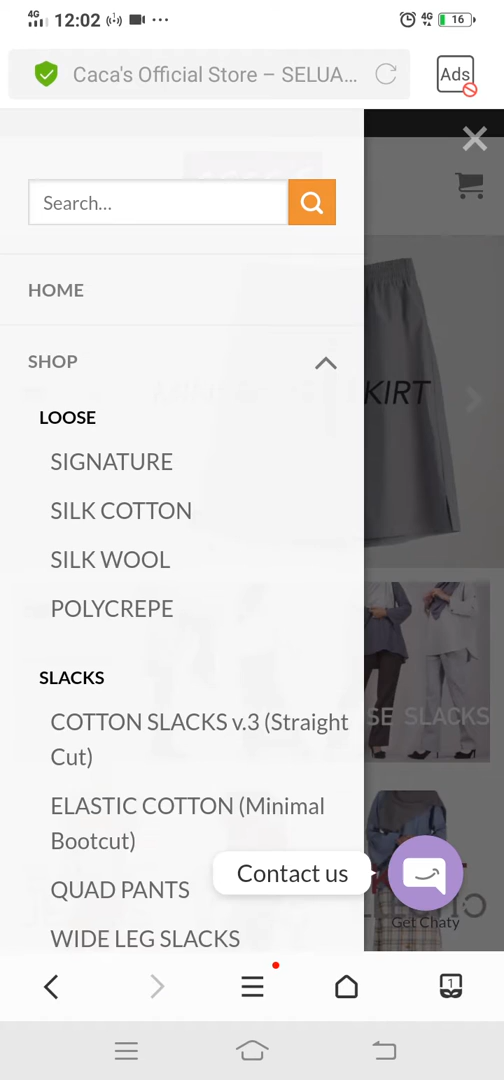 4G 12:02 4G 16
Caca's Official Store – SELUA...
Ads
Search...
HOME
SHOP
KIRT
LOOSE
SIGNATURE
SILK COTTON
SILK WOOL
POLYCREPE
SLACKS
SE SLACKS
COTTON SLACKS v.3 (Straight
Cut)
ELASTIC COTTON (Minimal
Bootcut)
Contact us
QUAD PANTS
Get Chaty
WIDE LEG SLACKS
1